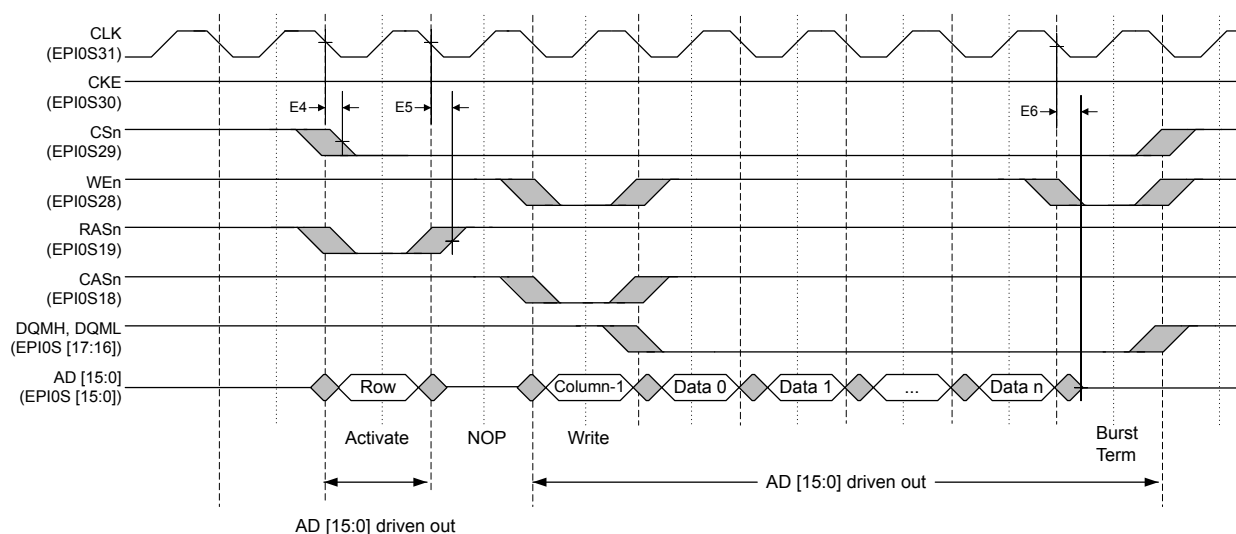 CLK
(EPI0S31)
CKE
(EPI0S30)
E4
E5
E6
CSn
(EPI0S29)
WEn
(EPI0S28)
RASn
(EPI0S19)
CASn
(EPI0S18)
DQMH, DQML
(EPI0S [17:16])
AD [15:0]
(EPI0S [15:0])
Row
Column-1
Data 0
Data 1
...
Data n
Activate
NOP
Write
Burst
Term
AD [15:0] driven out
AD [15:0] driven out